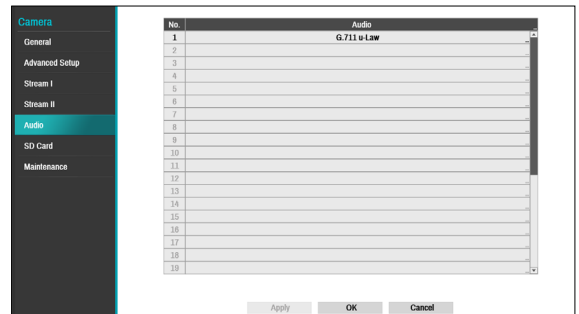 Camera
General
Advanced Setup
Stream I
Stream II
Audio
SD Card
Maintenance
No. Audio
1 G.711 u-Law
2
3
4
5
6
7
8
9
10
11
12
13
14
15
16
17
18
19
Apply OK Cancel